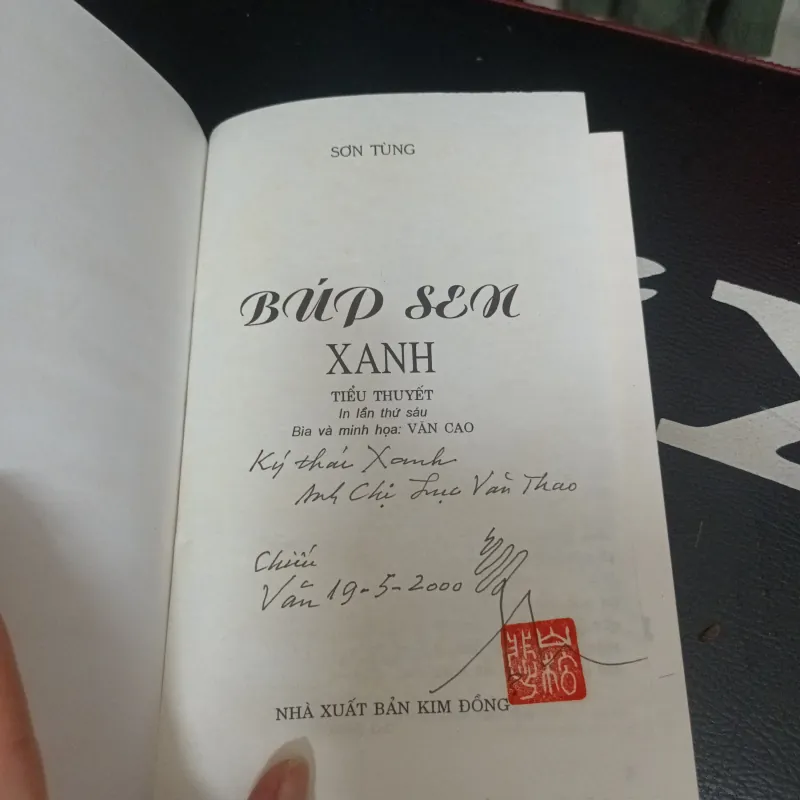 SƠN TÙNG
BÚP SEN
XANH
TIỂU THUYẾT
In lần thứ sáu
Bìa và minh họa: VĂN CAO
Ký thái Xanh
Anh Chị Lục Văn Thao
Chiếu
Văn 19-5-2000
NHÀ XUẤT BẢN KIM ĐỒNG